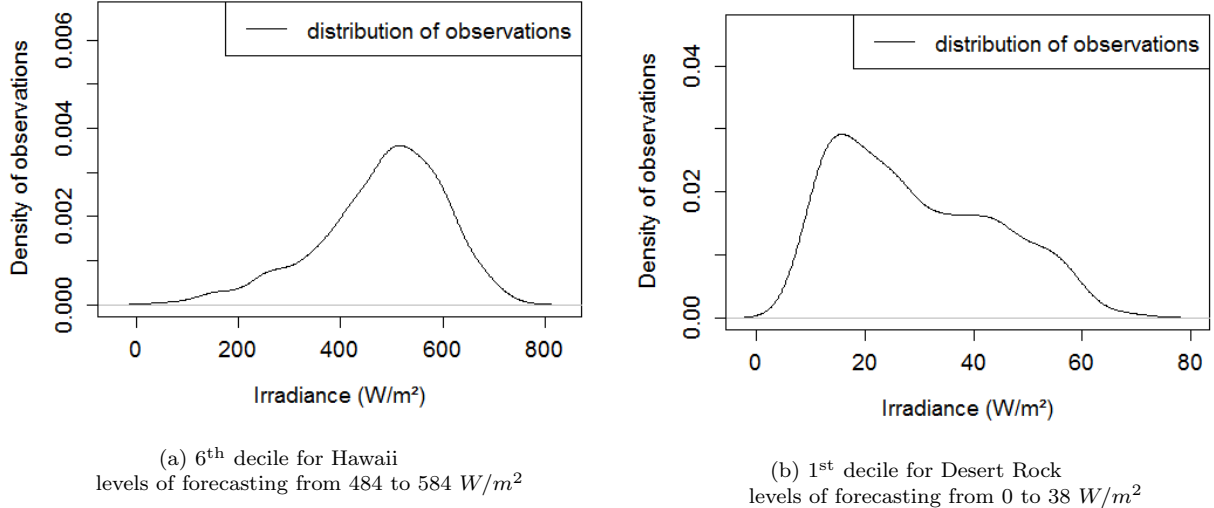 distribution of observations
Density of observations
0.006
0.004
0.002
0.000
0 200 400 600 800
Irradiance (W/m²)
(a) 6th decile for Hawaii
levels of forecasting from 484 to 584 W/m²
distribution of observations
Density of observations
0.04
0.02
0.00
0 20 40 60 80
Irradiance (W/m²)
(b) 1st decile for Desert Rock
levels of forecasting from 0 to 38 W/m²